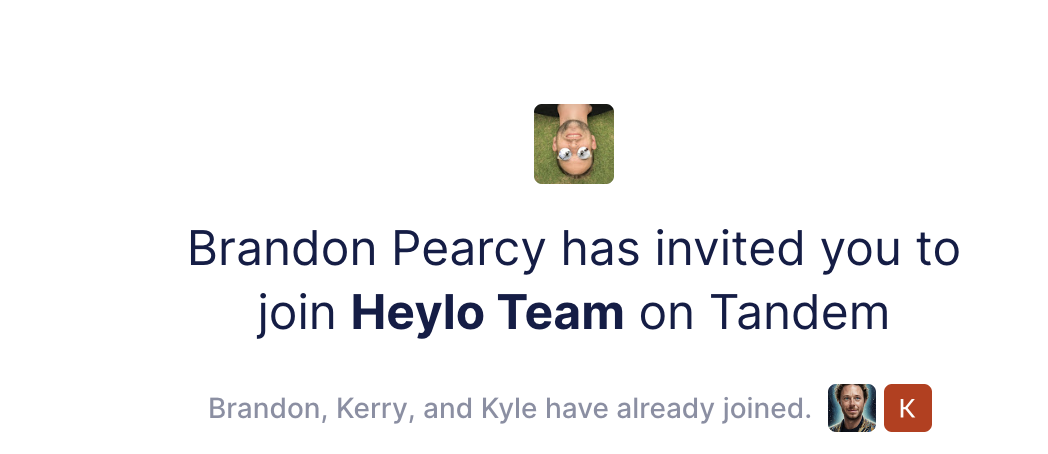 Brandon Pearcy has invited you to
join Heylo Team on Tandem
Brandon, Kerry, and Kyle have already joined. K